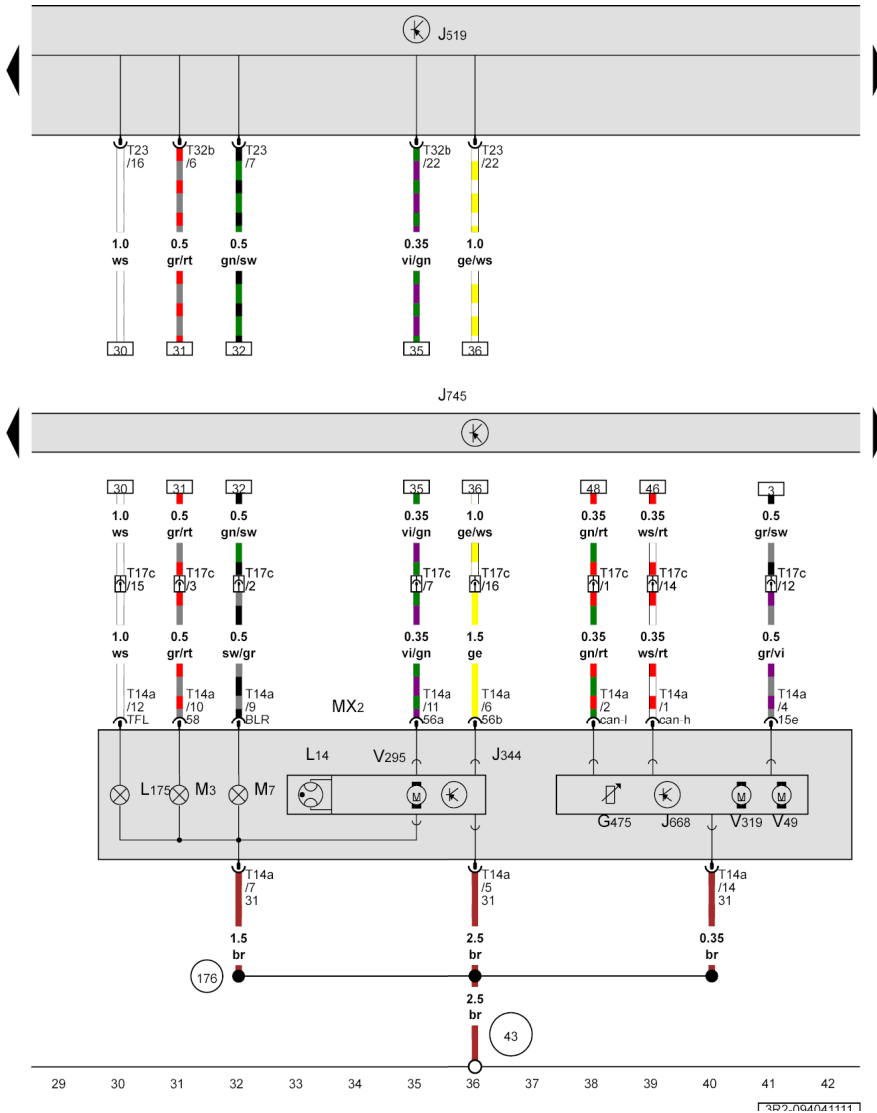 J519
T23 T32b T23 T32b T23
/16 /6 /7 /22 /22
1.0 0.5 0.5 0.35 1.0
ws gr/rt gn/sw vi/gn ge/ws
30 31 32 35 36
J745
30 31 32 35 36 48 46 3
1.0 0.5 0.5 0.35 1.0 0.35 0.35 0.5
ws gr/rt gn/sw vi/gn ge/ws gn/rt ws/rt gr/sw
T17c T17c T17c T17c T17c T17c T17c T17c
/15 /3 /2 /7 /16 /1 /14 /12
1.0 0.5 0.5 0.35 1.5 0.35 0.35 0.5
ws gr/rt sw/gr vi/gn ge gn/rt ws/rt gr/vi
T14a T14a T14a T14a T14a T14a T14a T14a
/12 /10 /9 MX2 /11 /6 /2 /1 /4
TFL 58 BLR 56a 56b can-l can-h 15e
L14 V295 J344
L175 M3 M7 M M M
G475 J668 V319 V49
T14a T14a T14a
/7 /5 /14
31 31 31
1.5 2.5 0.35
br br br
176
2.5
br
43
29 30 31 32 33 34 35 36 37 38 39 40 41 42
3R2-094041111